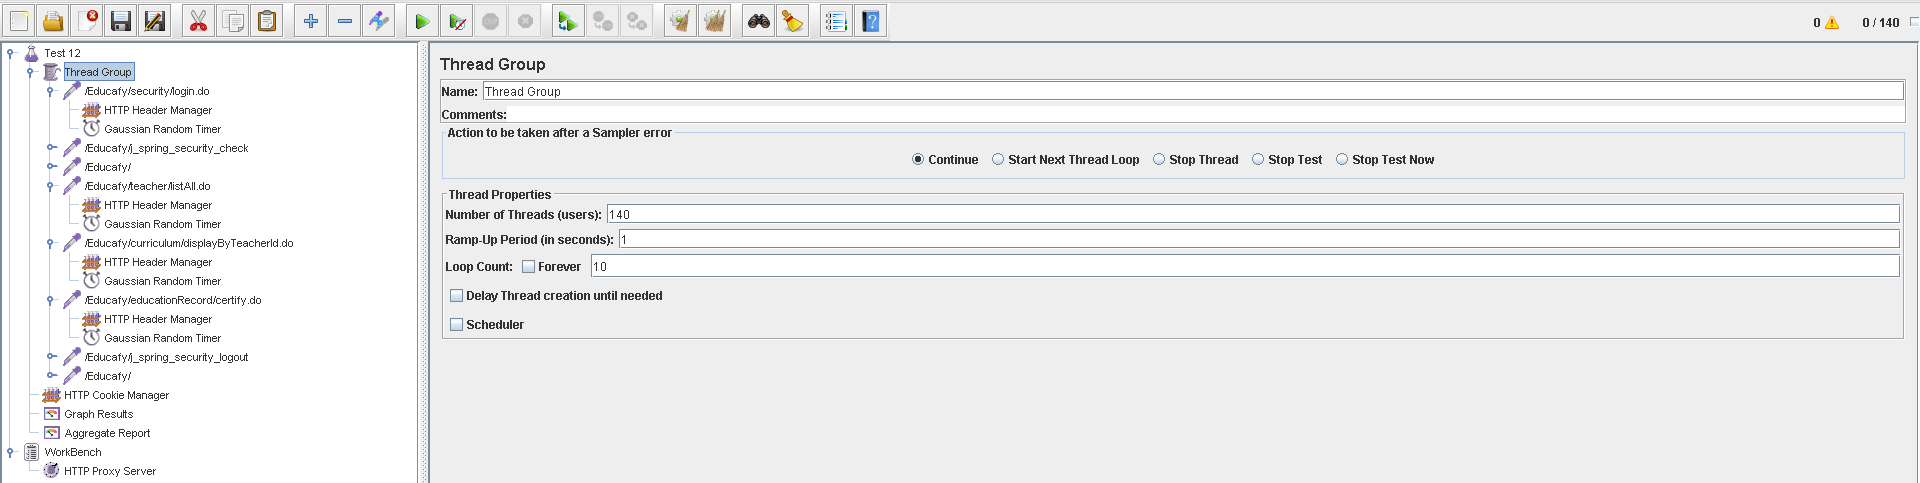 0 0 / 140
Test 12
Thread Group
/Educafy/security/login.do
HTTP Header Manager
Gaussian Random Timer
/Educafy/j_spring_security_check
/Educafy/
/Educafy/teacher/listAll.do
HTTP Header Manager
Gaussian Random Timer
/Educafy/curriculum/displayByTeacherId.do
HTTP Header Manager
Gaussian Random Timer
/Educafy/educationRecord/certify.do
HTTP Header Manager
Gaussian Random Timer
/Educafy/j_spring_security_logout
/Educafy/
HTTP Cookie Manager
Graph Results
Aggregate Report
WorkBench
HTTP Proxy Server
Thread Group
Name: Thread Group
Comments:
Action to be taken after a Sampler error
Continue Start Next Thread Loop Stop Thread Stop Test Stop Test Now
Thread Properties
Number of Threads (users): 140
Ramp-Up Period (in seconds): 1
Loop Count: Forever 10
Delay Thread creation until needed
Scheduler